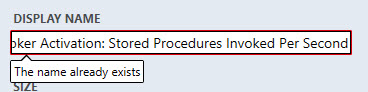 DISPLAY NAME
oker Activation: Stored Procedures Invoked Per Second
The name already exists
SIZE